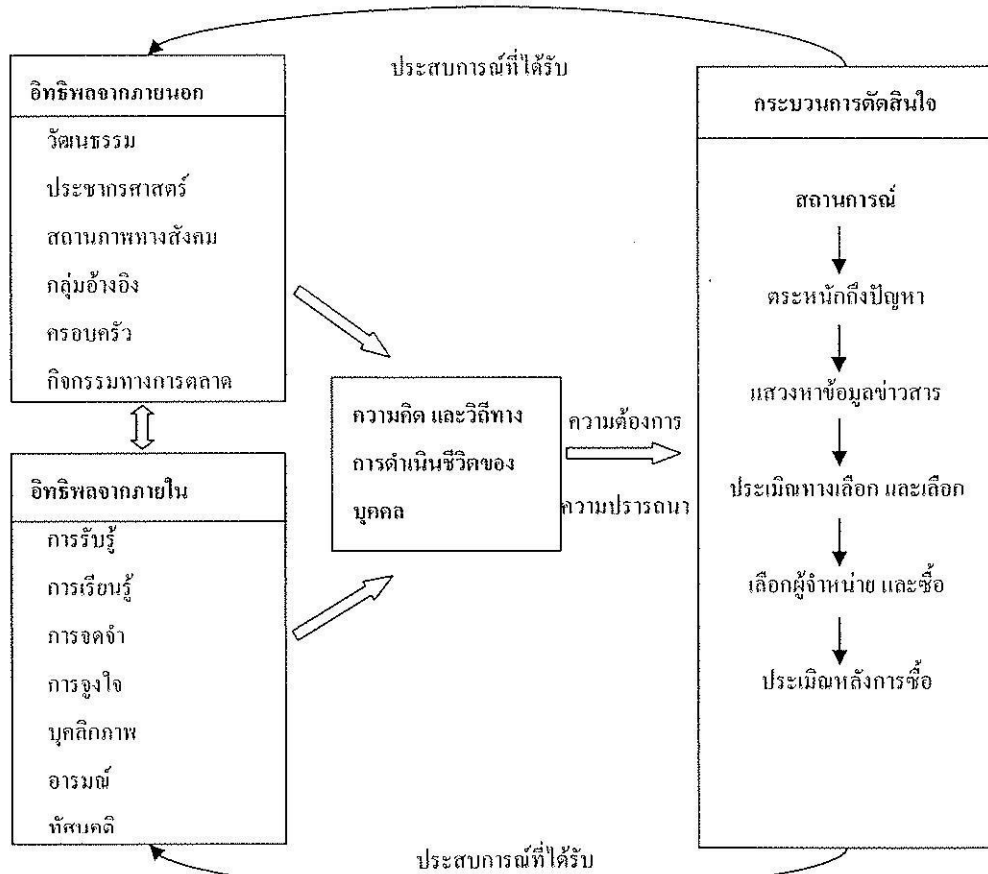 ประสบการณ์ที่ได้รับ
อิทธิพลจากภายนอก
วัฒนธรรม
ประชากรศาสตร์
สถานภาพทางสังคม
กลุ่มอ้างอิง
ครอบครัว
กิจกรรมทางการตลาด
อิทธิพลจากภายใน
การรับรู้
การเรียนรู้
การจดจำ
การจูงใจ
บุคลิกภาพ
อารมณ์
ทัศนคติ
ความคิด และวิถีทาง
การดำเนินชีวิตของ
บุคคล
ความต้องการ
ความปรารถนา
กระบวนการตัดสินใจ
สถานการณ์
ตระหนักถึงปัญหา
แสวงหาข้อมูลข่าวสาร
ประเมินทางเลือก และเลือก
เลือกผู้จำหน่าย และซื้อ
ประเมินหลังการซื้อ
ประสบการณ์ที่ได้รับ